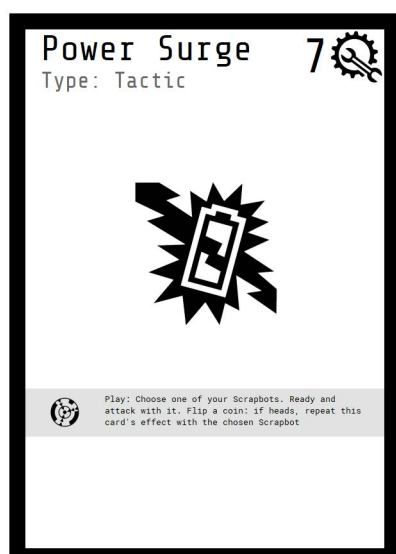 Power Surge
7
Type: Tactic
Play: Choose one of your Scrapbots. Ready and
attack with it. Flip a coin: if heads, repeat this
card's effect with the chosen Scrapbot